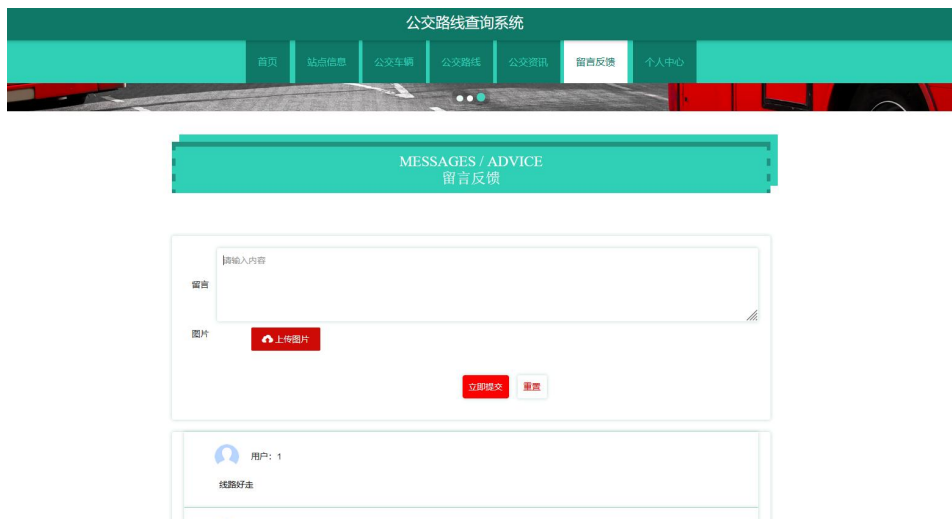 公交路线查询系统
首页 站点信息 公交车辆 公交路线 公交资讯 留言反馈 个人中心
MESSAGES / ADVICE
留言反馈
请输入内容
留言
图片
上传图片
立即提交 重置
用户：1
线路好走